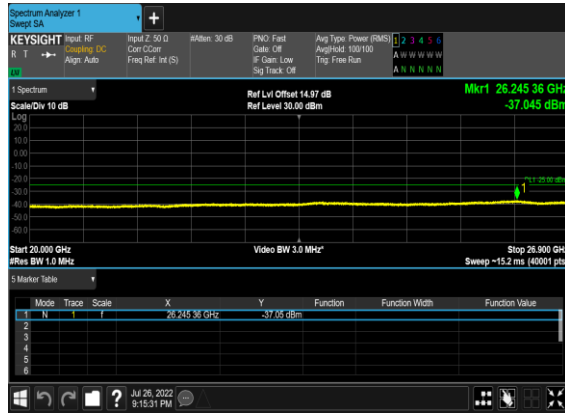 Spectrum Analyzer 1
Swept SA
+
KEYSIGHT Input: RF Input Z: 50 Ω #Atten: 30 dB PNO: Fast Avg Type: Power (RMS) 1 2 3 4 5 6
R T Coupling: DC Corr CCorr Gate: Off Avg|Hold: 100/100 A W W W W W
Align: Auto Freq Ref: Int (S) IF Gain: Low Trig: Free Run
Sig Track: Off A N N N N N
1 Spectrum Ref Lvl Offset 14.97 dB Mkr1 26.245 36 GHz
Scale/Div 10 dB Ref Level 30.00 dBm -37.045 dBm
Log
20.0
10.0
0.00
-10.0
-20.0
DL1 -25.00 dBm
1
-30.0
-40.0
-50.0
-60.0
Start 20.000 GHz Video BW 3.0 MHz* Stop 26.900 GHz
#Res BW 1.0 MHz Sweep ~15.2 ms (40001 pts)
5 Marker Table
Mode Trace Scale X Y Function Function Width Function Value
1 N 1 f 26.245 36 GHz -37.05 dBm
2
3
4
5
6
? Jul 26, 2022
9:15:31 PM